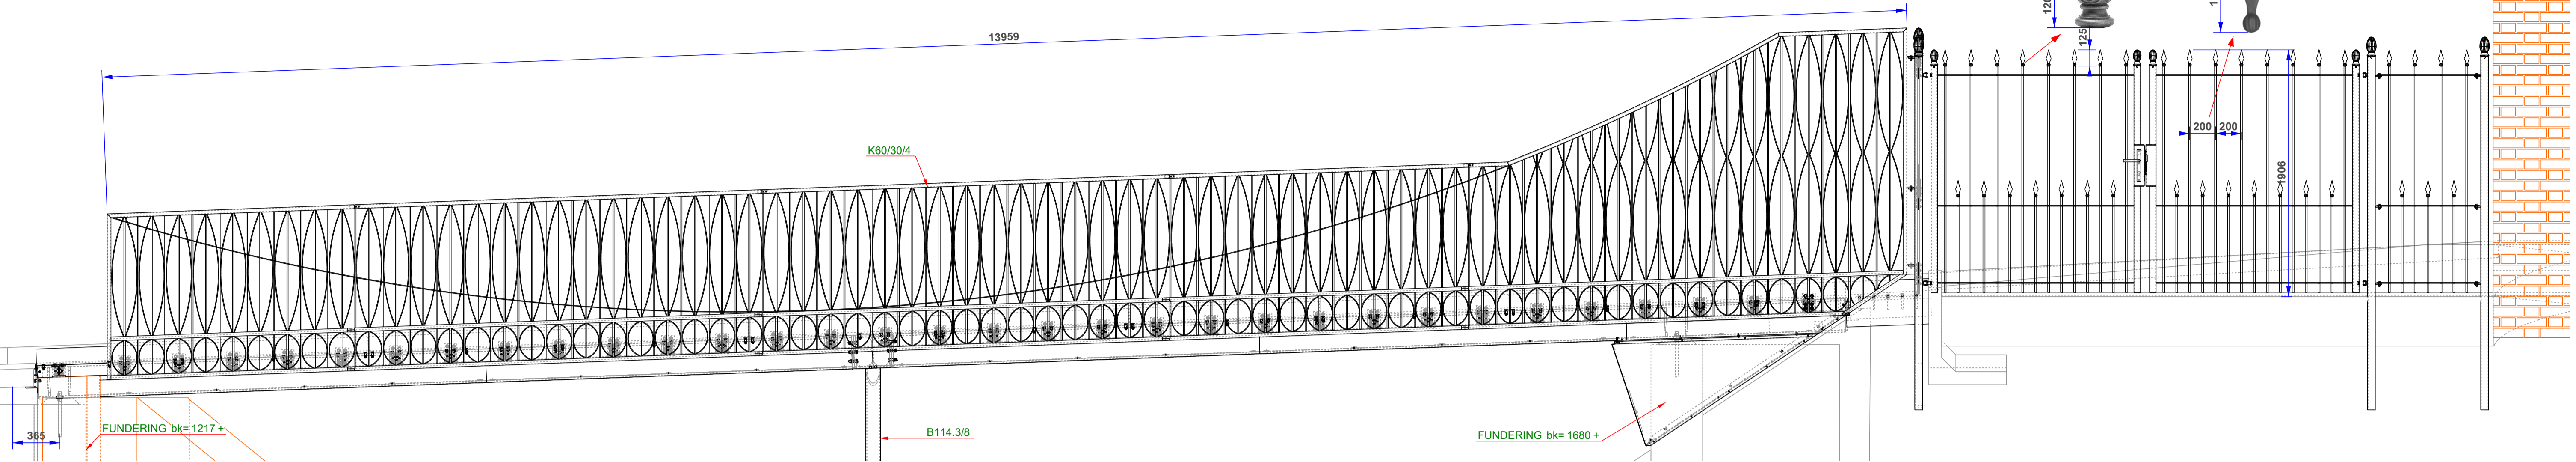 13959
K60/30/4
125
200 200
1906
FUNDERING bk= 1217 +
365
B114.3/8
FUNDERING bk= 1680 +